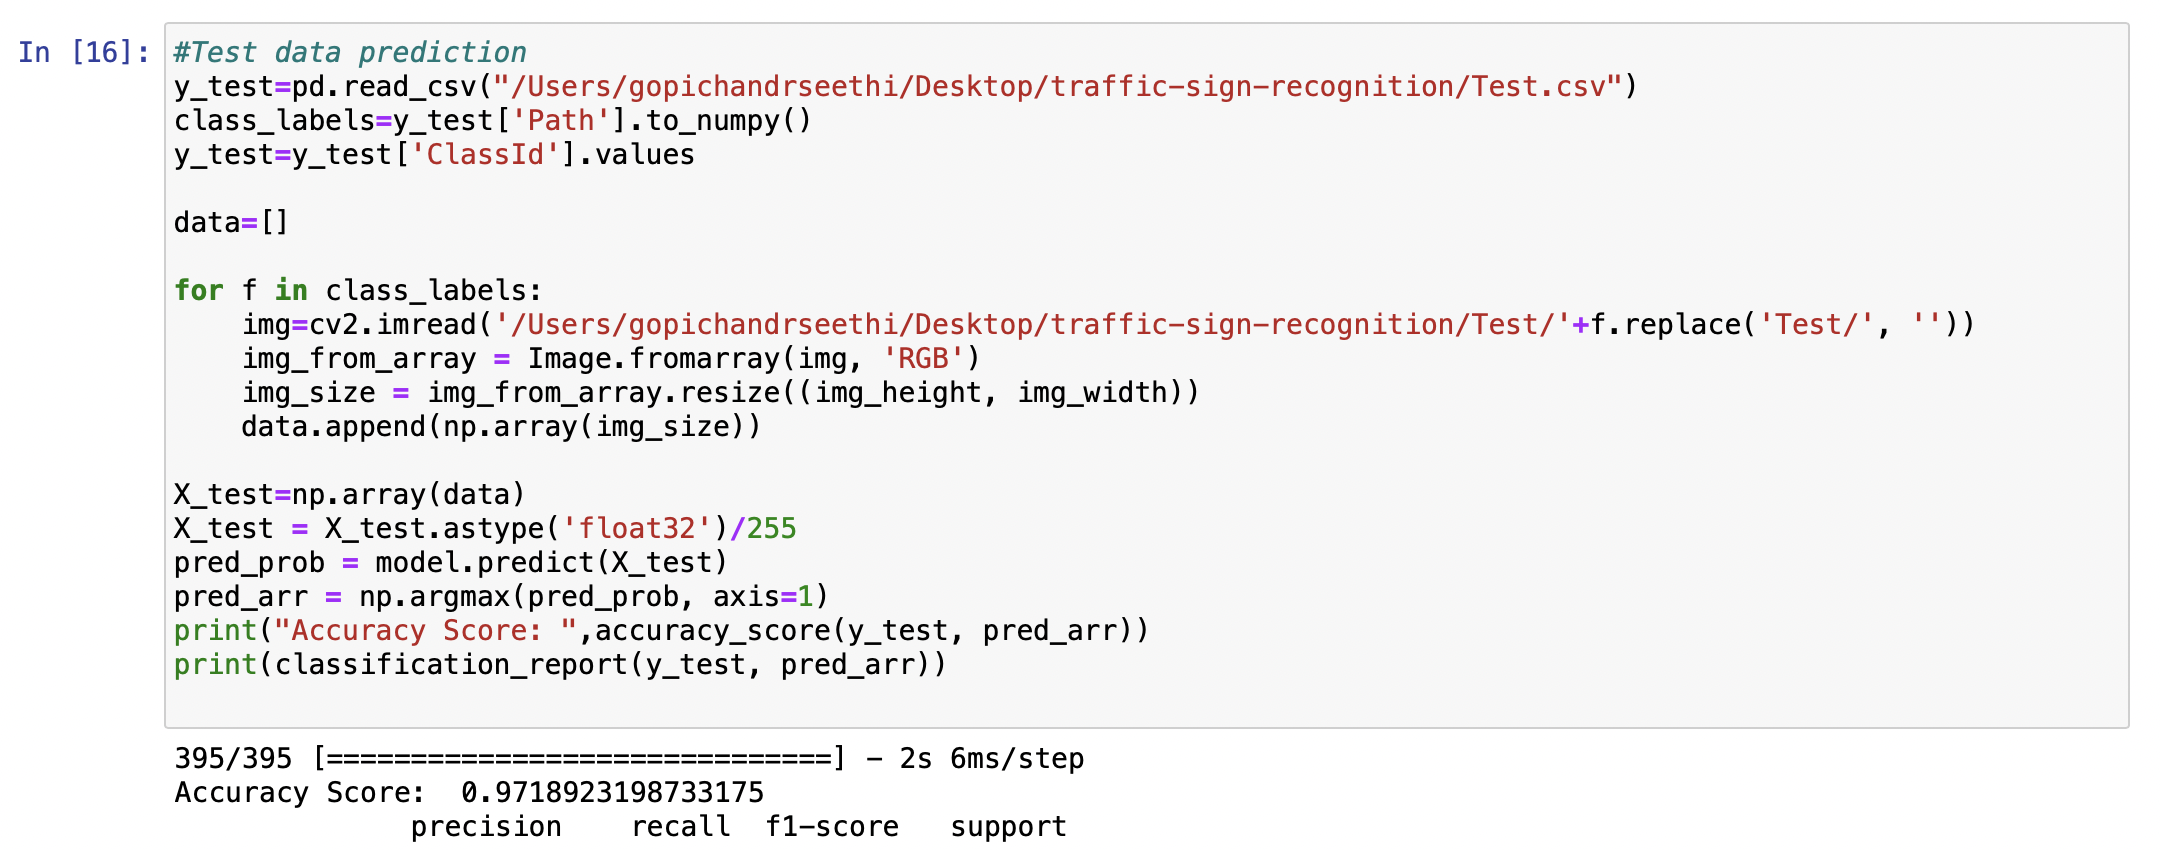 In [16]:
#Test data prediction
y_test=pd.read_csv("/Users/gopichandrseethi/Desktop/traffic-sign-recognition/Test.csv")
class_labels=y_test['Path'].to_numpy()
y_test=y_test['ClassId'].values
data=[]
for f in class_labels:
    img=cv2.imread('/Users/gopichandrseethi/Desktop/traffic-sign-recognition/Test/'+f.replace('Test/', ''))
    img_from_array = Image.fromarray(img, 'RGB')
    img_size = img_from_array.resize((img_height, img_width))
    data.append(np.array(img_size))
X_test=np.array(data)
X_test = X_test.astype('float32')/255
pred_prob = model.predict(X_test)
pred_arr = np.argmax(pred_prob, axis=1)
print("Accuracy Score: ",accuracy_score(y_test, pred_arr))
print(classification_report(y_test, pred_arr))
395/395 [==============================] - 2s 6ms/step
Accuracy Score:  0.9718923198733175
              precision    recall  f1-score   support